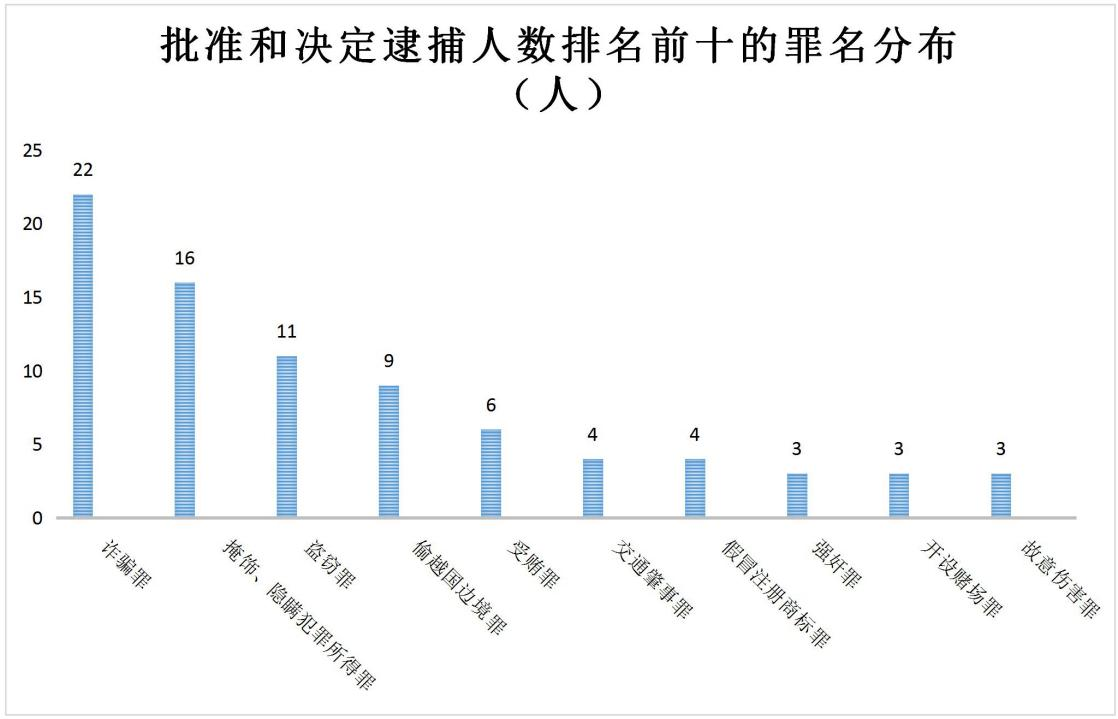 批准和决定逮捕人数排名前十的罪名分布
（人）
25
20
15
10
5
0
22
16
11
9
6
4
4
3
3
3
诈骗罪
掩饰、隐瞒犯罪所得罪
盗窃罪
偷越国边境罪
受贿罪
交通肇事罪
假冒注册商标罪
强奸罪
开设赌场罪
故意伤害罪